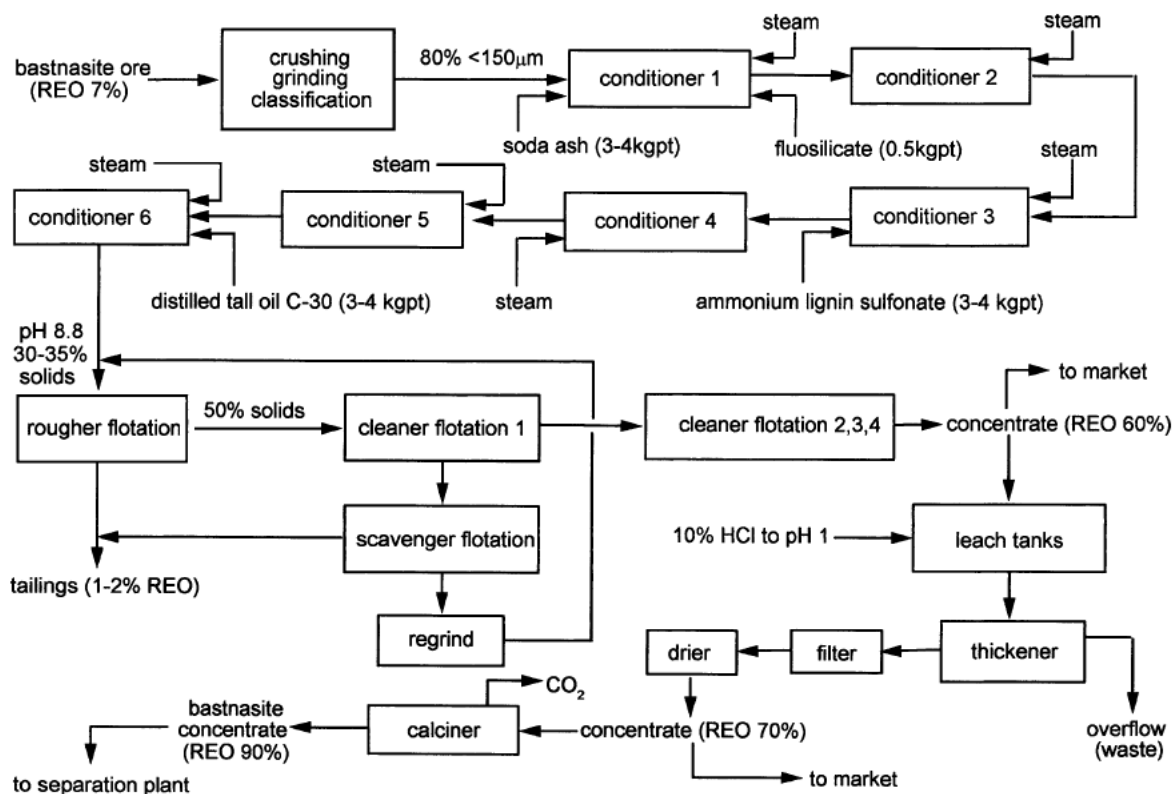 bastnasite ore
(REO 7%)
crushing
grinding
classification
80% <150μm
steam
conditioner 1
soda ash (3-4kgpt)
fluosilicate (0.5kgpt)
steam
conditioner 2
steam
conditioner 3
ammonium lignin sulfonate (3-4 kgpt)
conditioner 4
steam
steam
conditioner 5
steam
conditioner 6
distilled tall oil C-30 (3-4 kgpt)
pH 8.8
30-35%
solids
rougher flotation
50% solids
cleaner flotation 1
cleaner flotation 2,3,4
concentrate (REO 60%)
to market
scavenger flotation
tailings (1-2% REO)
regrind
10% HCl to pH 1
leach tanks
thickener
overflow
(waste)
filter
drier
concentrate (REO 70%)
to market
calciner
CO₂
bastnasite
concentrate
(REO 90%)
to separation plant